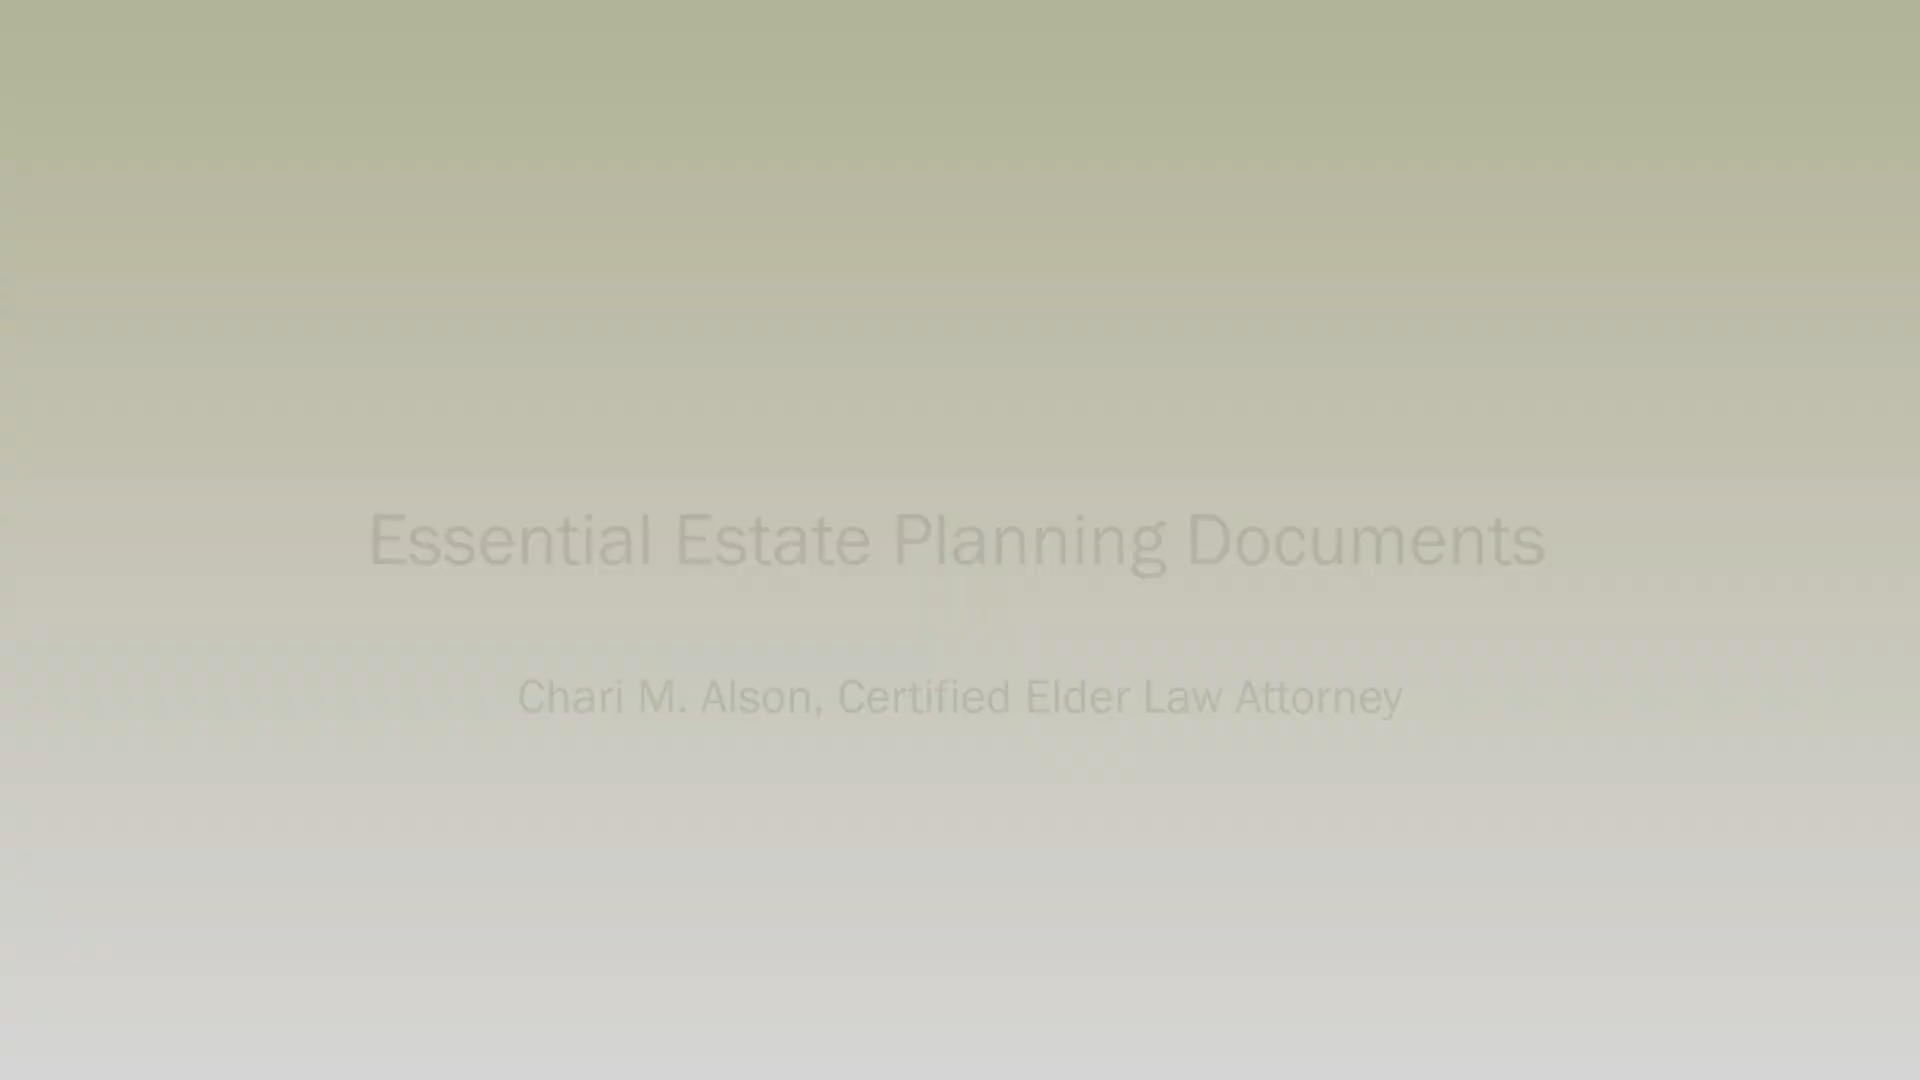 Essential Estate Planning Documents
Chari M. Alson, Certified Elder Law Attorney